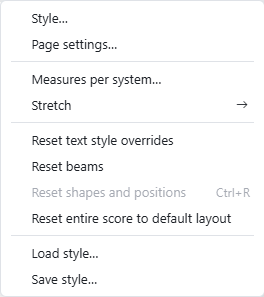 Style...
Page settings...
Measures per system...
Stretch →
Reset text style overrides
Reset beams
Reset shapes and positions Ctrl+R
Reset entire score to default layout
Load style...
Save style...